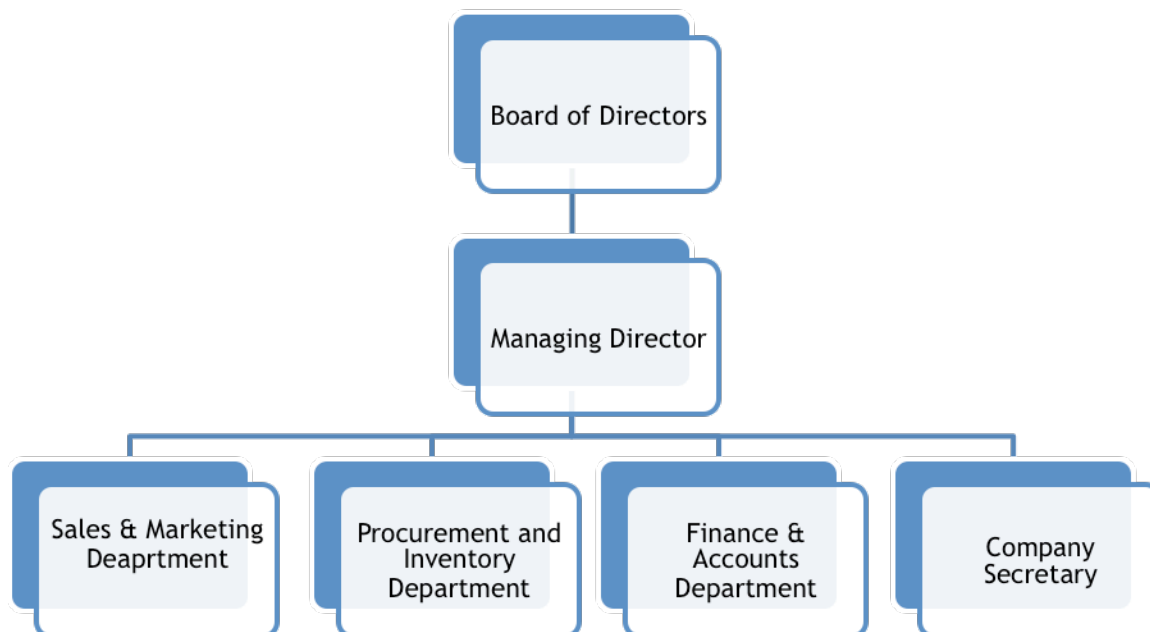 Board of Directors
Managing Director
Sales & Marketing
Deaprtment
Procurement and
Inventory
Department
Finance &
Accounts
Department
Company
Secretary